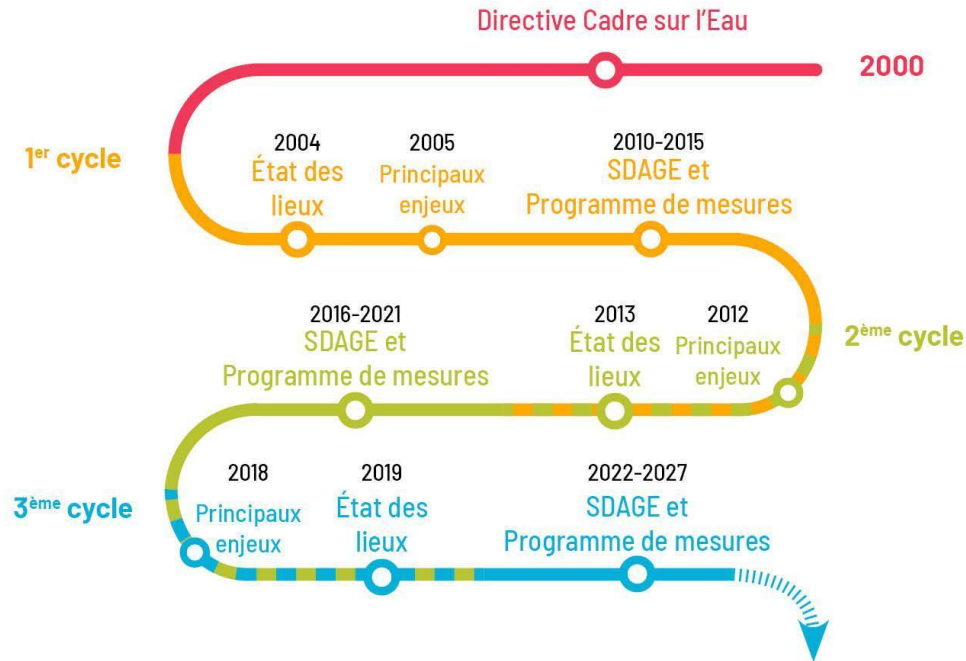 Directive Cadre sur l'Eau
2000
1er cycle
2004
État des
lieux
2005
Principaux
enjeux
2010-2015
SDAGE et
Programme de mesures
2ème cycle
2012
Principaux
enjeux
2013
État des
lieux
2016-2021
SDAGE et
Programme de mesures
3ème cycle
2018
Principaux
enjeux
2019
État des
lieux
2022-2027
SDAGE et
Programme de mesures